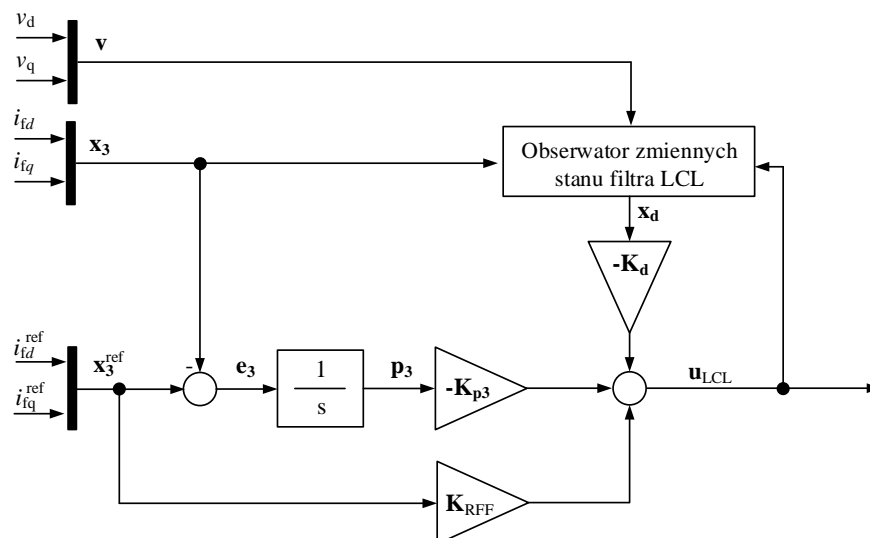 v_d
v
v_q
i_fd
x_3
i_fq
Obserwator zmiennych
stanu filtra LCL
x_d
-K_d
i_fd^ref
x_3^ref
i_fq^ref
-
e_3
1
s
p_3
-K_p3
u_LCL
K_RFF